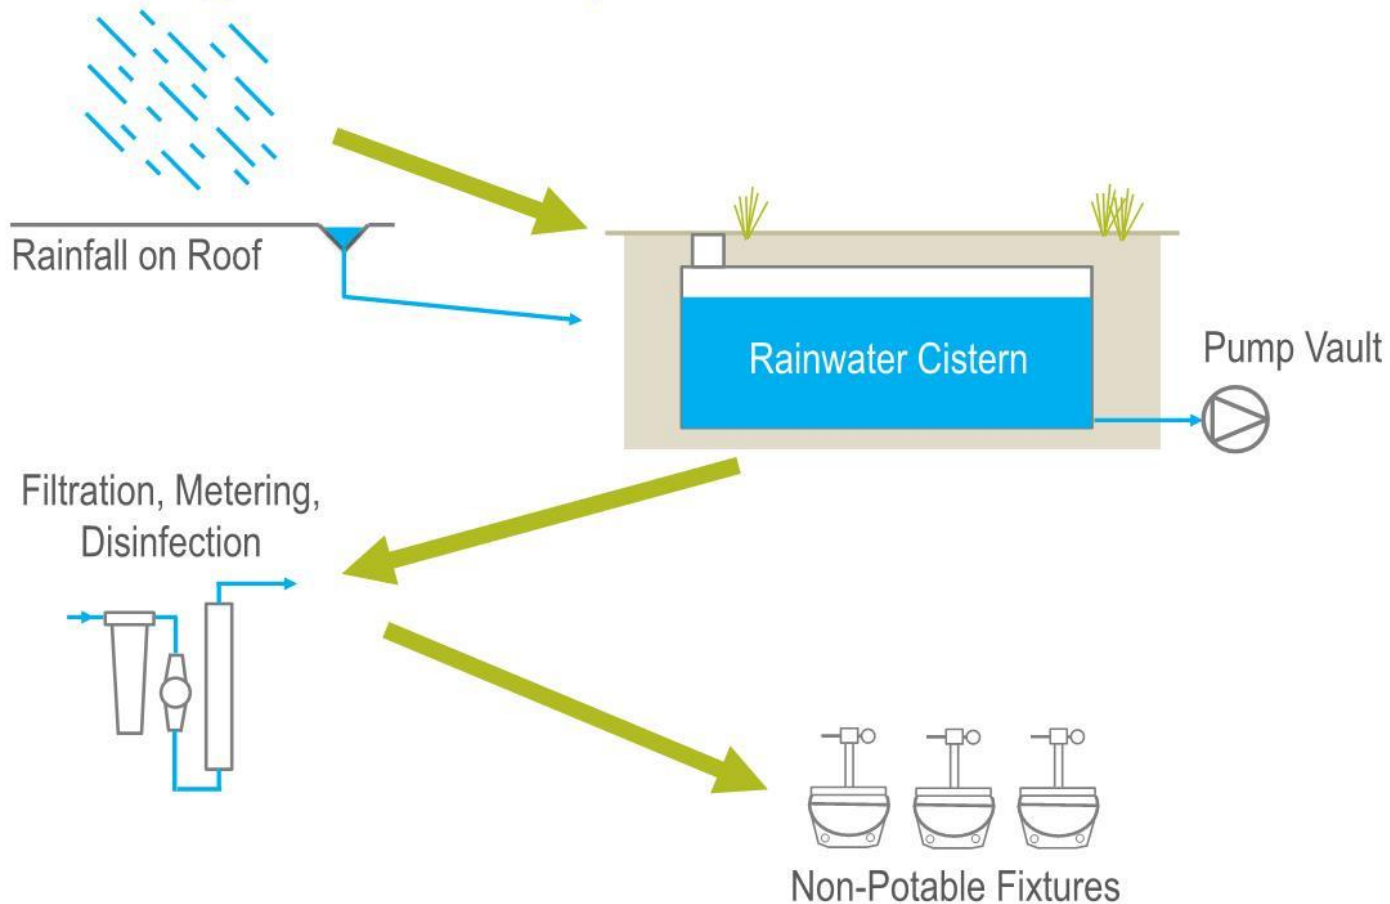 Rainfall on Roof
Rainwater Cistern
Pump Vault
Filtration, Metering,
Disinfection
Non-Potable Fixtures